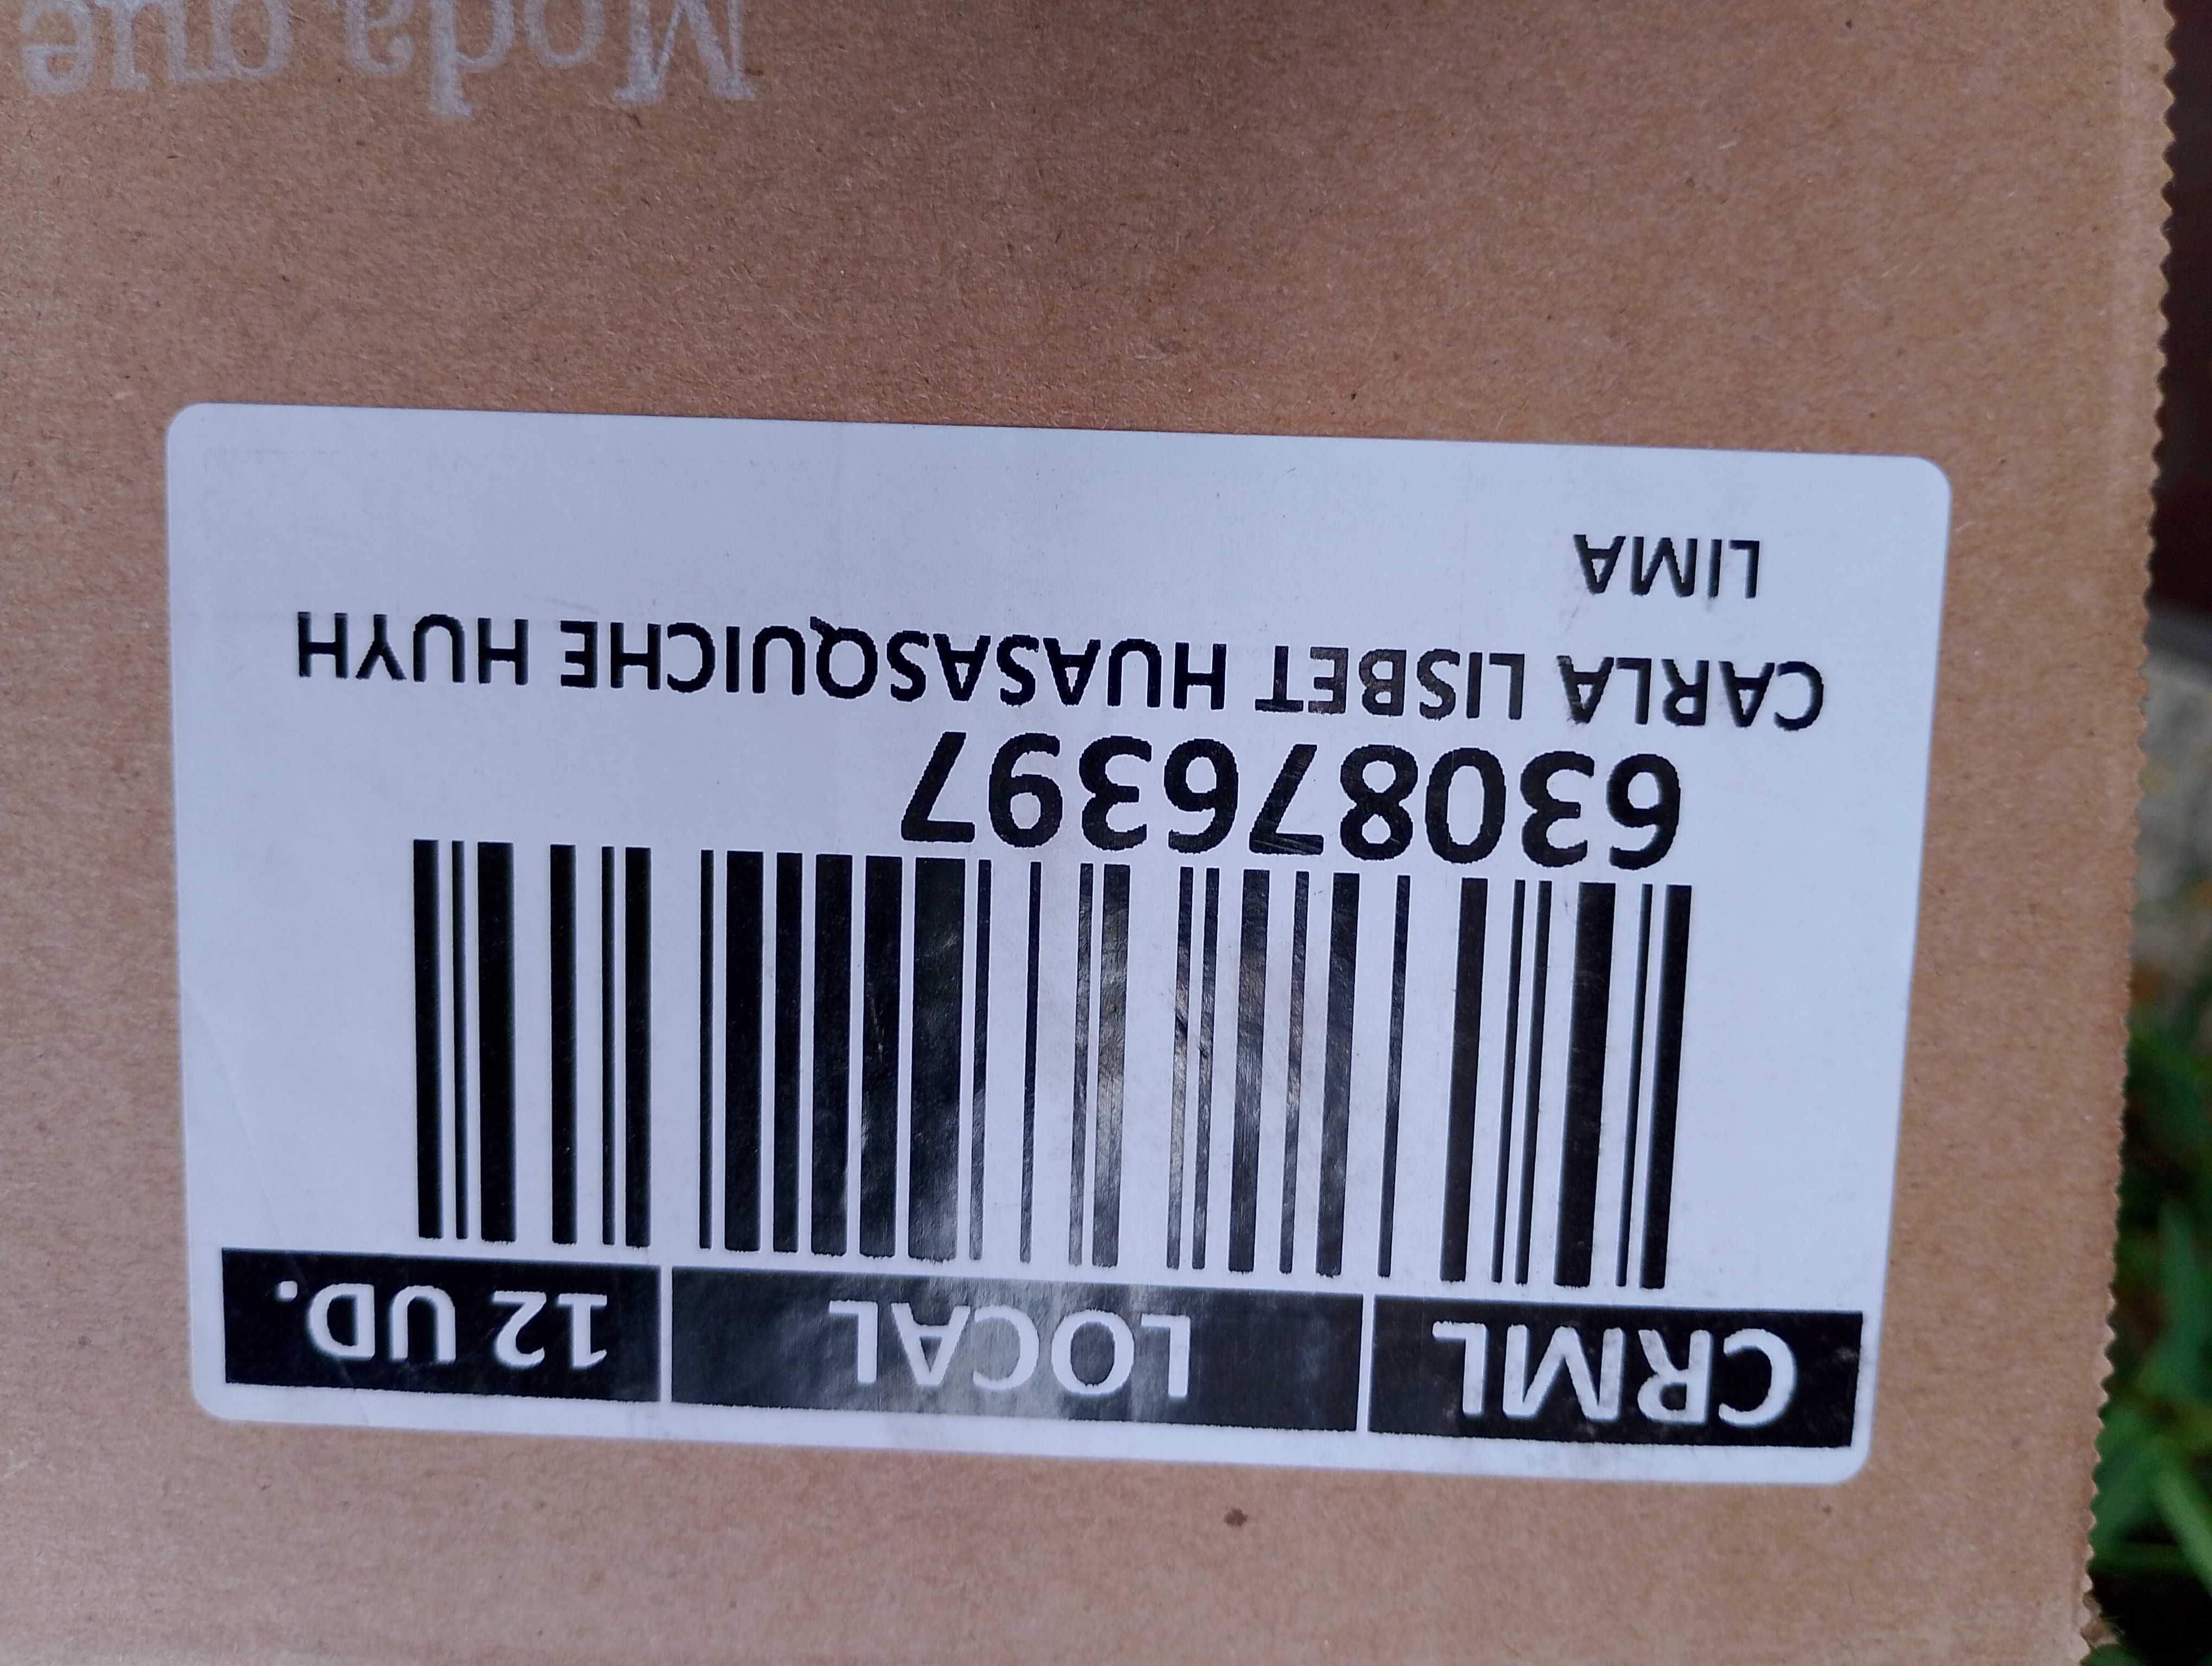 CRML LOCAL 12 UD.
630876397
CARLA LISBET HUASASQUICHE HUYH
LIMA
Moda que